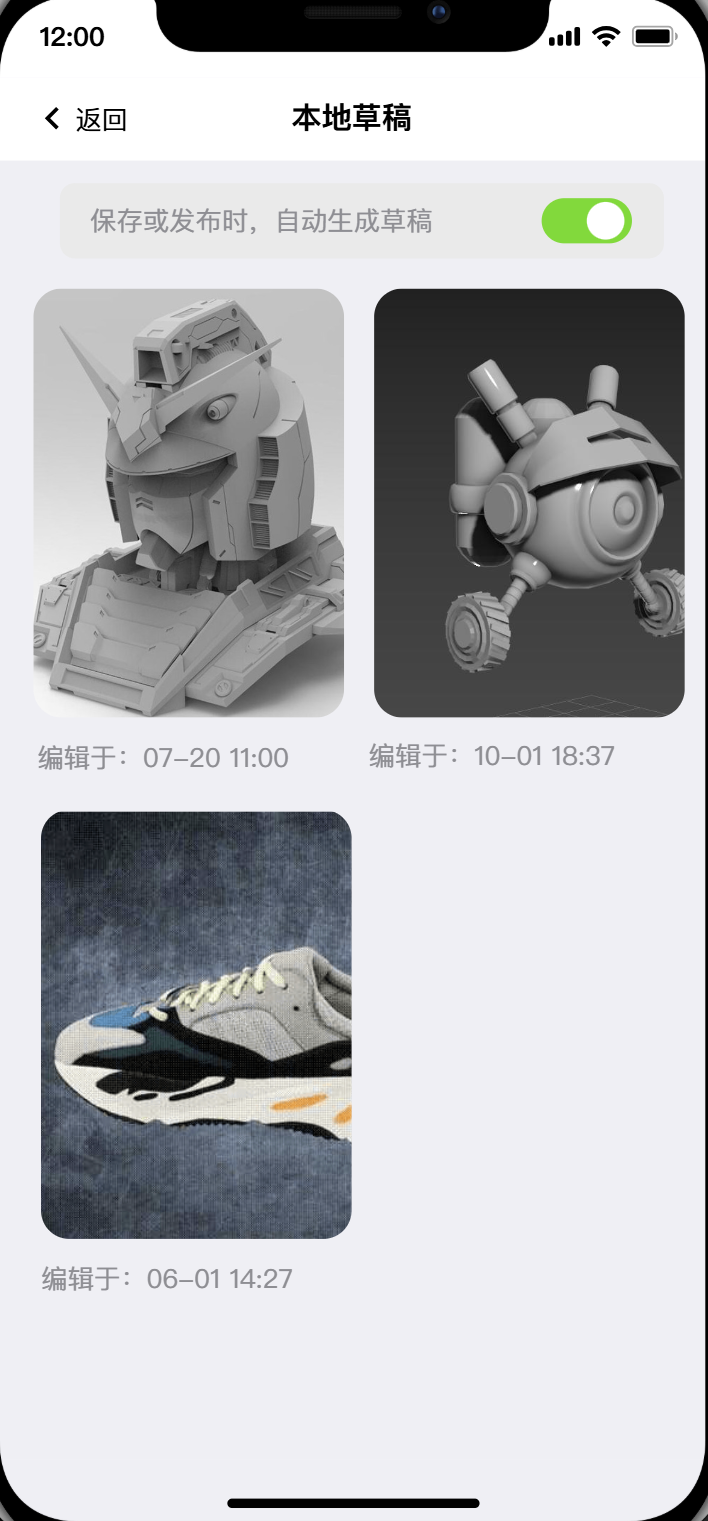 12:00
返回
本地草稿
保存或发布时，自动生成草稿
编辑于：07-20 11:00
编辑于：10-01 18:37
编辑于：06-01 14:27